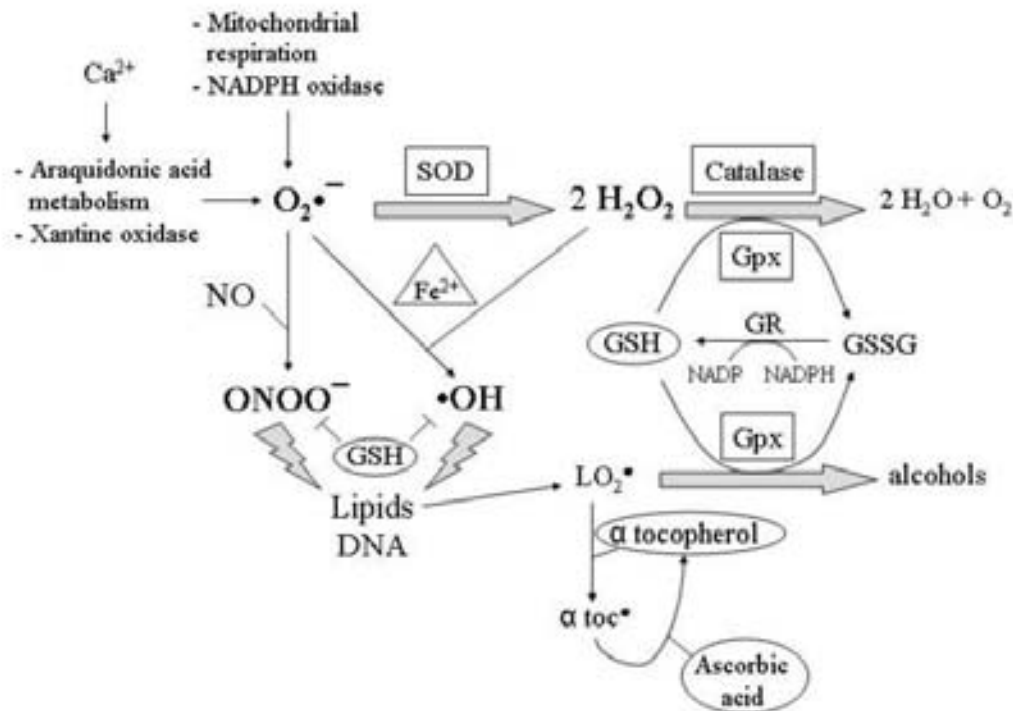 - Mitochondrial
respiration
- NADPH oxidase
Ca²⁺
- Araquidonic acid
metabolism
- Xantine oxidase
O₂•⁻
SOD
2 H₂O₂
Catalase
2 H₂O + O₂
Gpx
Fe²⁺
NO
GSH
GR
GSSG
NADP
NADPH
ONOO⁻
•OH
GSH
Gpx
Lipids
DNA
LO₂•
alcohols
α tocopherol
α toc•
Ascorbic
acid